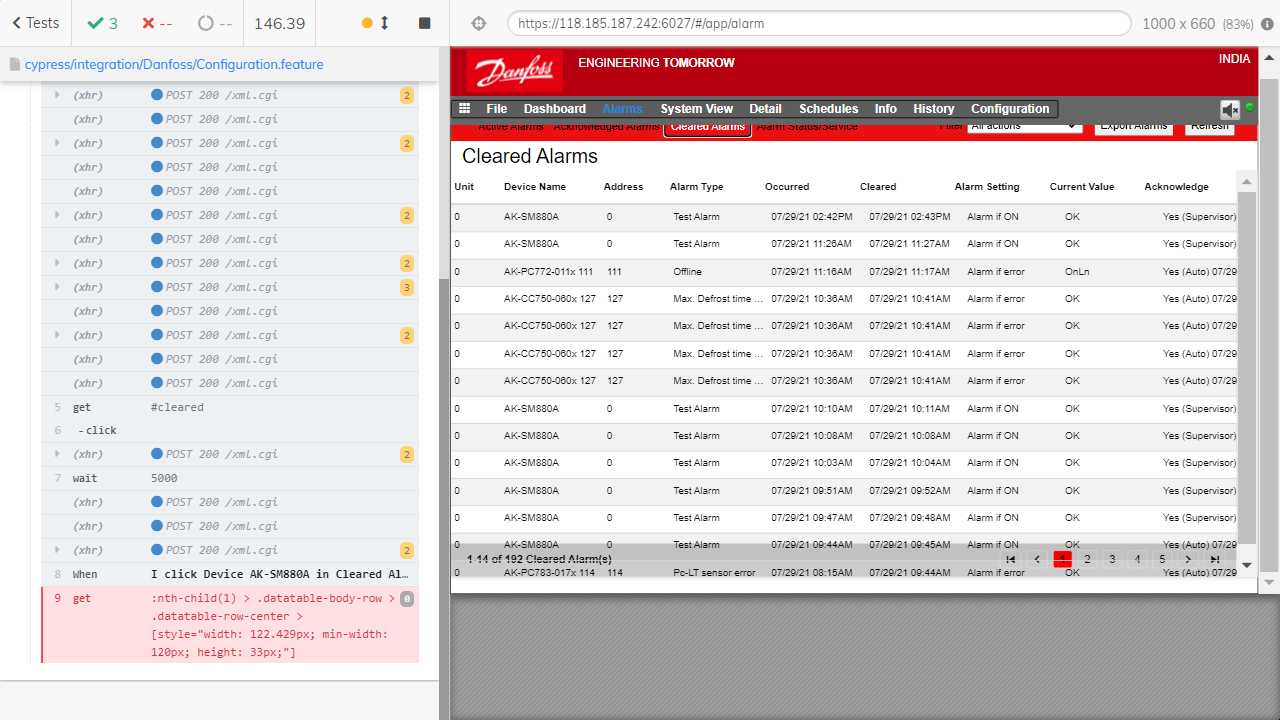 Tests
3
--
--
146.39
https://118.185.187.242:6027/#/app/alarm
1000 x 660 (83%)
cypress/integration/Danfoss/Configuration.feature
(xhr) POST 200 /xml.cgi 2
(xhr) POST 200 /xml.cgi
(xhr) POST 200 /xml.cgi 2
(xhr) POST 200 /xml.cgi
(xhr) POST 200 /xml.cgi
(xhr) POST 200 /xml.cgi 2
(xhr) POST 200 /xml.cgi
(xhr) POST 200 /xml.cgi 2
(xhr) POST 200 /xml.cgi 3
(xhr) POST 200 /xml.cgi
(xhr) POST 200 /xml.cgi 2
(xhr) POST 200 /xml.cgi
(xhr) POST 200 /xml.cgi
5 get #cleared
6 -click
(xhr) POST 200 /xml.cgi 2
7 wait 5000
(xhr) POST 200 /xml.cgi
(xhr) POST 200 /xml.cgi
(xhr) POST 200 /xml.cgi 2
8 When I click Device AK-SM880A in Cleared Al…
9 get :nth-child(1) > .datatable-body-row > 0
.datatable-row-center >
[style="width: 122.429px; min-width:
120px; height: 33px;"]
Danfoss
ENGINEERING TOMORROW
INDIA
File Dashboard Alarms System View Detail Schedules Info History Configuration
Active Alarms Acknowledged Alarms Cleared Alarms Alarm Status/Service Filter All actions Export Alarms Refresh
Cleared Alarms
Unit Device Name Address Alarm Type Occurred Cleared Alarm Setting Current Value Acknowledge
0 AK-SM880A 0 Test Alarm 07/29/21 02:42PM 07/29/21 02:43PM Alarm if ON OK Yes (Supervisor)
0 AK-SM880A 0 Test Alarm 07/29/21 11:26AM 07/29/21 11:27AM Alarm if ON OK Yes (Supervisor)
0 AK-PC772-011x 111 111 Offline 07/29/21 11:16AM 07/29/21 11:17AM Alarm if error OnLn Yes (Auto) 07/29
0 AK-CC750-060x 127 127 Max. Defrost time ... 07/29/21 10:36AM 07/29/21 10:41AM Alarm if error OK Yes (Auto) 07/29
0 AK-CC750-060x 127 127 Max. Defrost time ... 07/29/21 10:36AM 07/29/21 10:41AM Alarm if error OK Yes (Auto) 07/29
0 AK-CC750-060x 127 127 Max. Defrost time ... 07/29/21 10:36AM 07/29/21 10:41AM Alarm if error OK Yes (Auto) 07/29
0 AK-CC750-060x 127 127 Max. Defrost time ... 07/29/21 10:36AM 07/29/21 10:41AM Alarm if error OK Yes (Auto) 07/29
0 AK-SM880A 0 Test Alarm 07/29/21 10:10AM 07/29/21 10:11AM Alarm if ON OK Yes (Supervisor)
0 AK-SM880A 0 Test Alarm 07/29/21 10:08AM 07/29/21 10:08AM Alarm if ON OK Yes (Supervisor)
0 AK-SM880A 0 Test Alarm 07/29/21 10:03AM 07/29/21 10:04AM Alarm if ON OK Yes (Supervisor)
0 AK-SM880A 0 Test Alarm 07/29/21 09:51AM 07/29/21 09:52AM Alarm if ON OK Yes (Supervisor)
0 AK-SM880A 0 Test Alarm 07/29/21 09:47AM 07/29/21 09:48AM Alarm if ON OK Yes (Supervisor)
0 AK-SM880A 0 Test Alarm 07/29/21 09:44AM 07/29/21 09:45AM Alarm if ON OK Yes (Supervisor)
1-14 of 192 Cleared Alarm(s) 1 2 3 4 5
0 AK-PC783-017x 114 114 Pc-LT sensor error 07/29/21 08:15AM 07/29/21 09:44AM Alarm if error OK Yes (Auto) 07/29